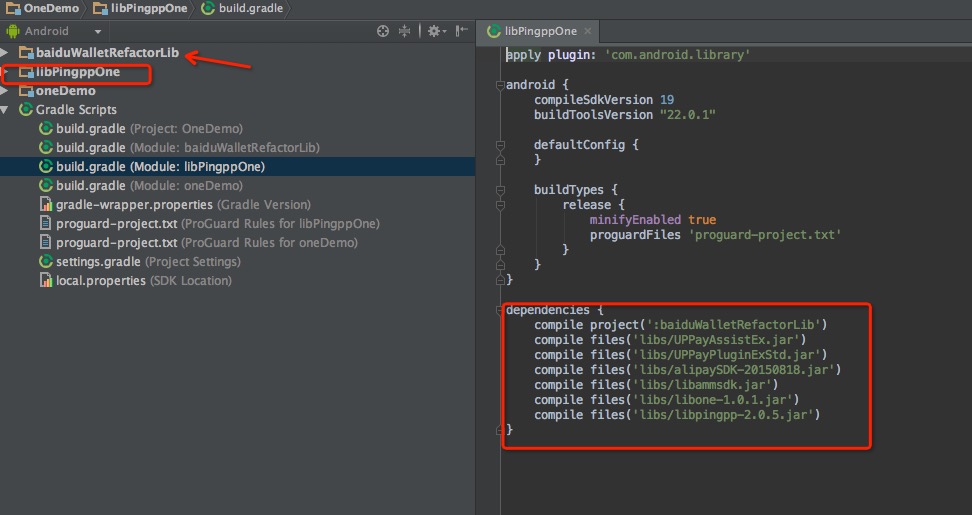 OneDemo libPingppOne build.gradle
Android
baiduWalletRefactorLib
libPingppOne
oneDemo
Gradle Scripts
build.gradle (Project: OneDemo)
build.gradle (Module: baiduWalletRefactorLib)
build.gradle (Module: libPingppOne)
build.gradle (Module: oneDemo)
gradle-wrapper.properties (Gradle Version)
proguard-project.txt (ProGuard Rules for libPingppOne)
proguard-project.txt (ProGuard Rules for oneDemo)
settings.gradle (Project Settings)
local.properties (SDK Location)
libPingppOne
apply plugin: 'com.android.library'
android {
compileSdkVersion 19
buildToolsVersion "22.0.1"
defaultConfig {
}
buildTypes {
release {
minifyEnabled true
proguardFiles 'proguard-project.txt'
}
}
}
dependencies {
compile project(':baiduWalletRefactorLib')
compile files('libs/UPPayAssistEx.jar')
compile files('libs/UPPayPluginExStd.jar')
compile files('libs/alipaySDK-20150818.jar')
compile files('libs/libammsdk.jar')
compile files('libs/libone-1.0.1.jar')
compile files('libs/libpingpp-2.0.5.jar')
}